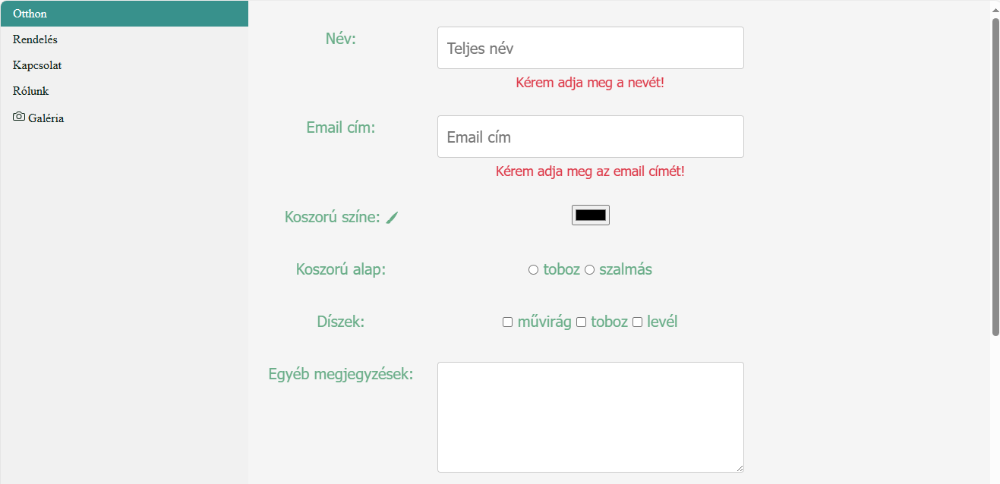 Otthon
Rendelés
Kapcsolat
Rólunk
Galéria
Név:
Teljes név
Kérem adja meg a nevét!
Email cím:
Email cím
Kérem adja meg az email címét!
Koszorú színe:
Koszorú alap:
toboz szalmás
Díszek:
művirág toboz levél
Egyéb megjegyzések: